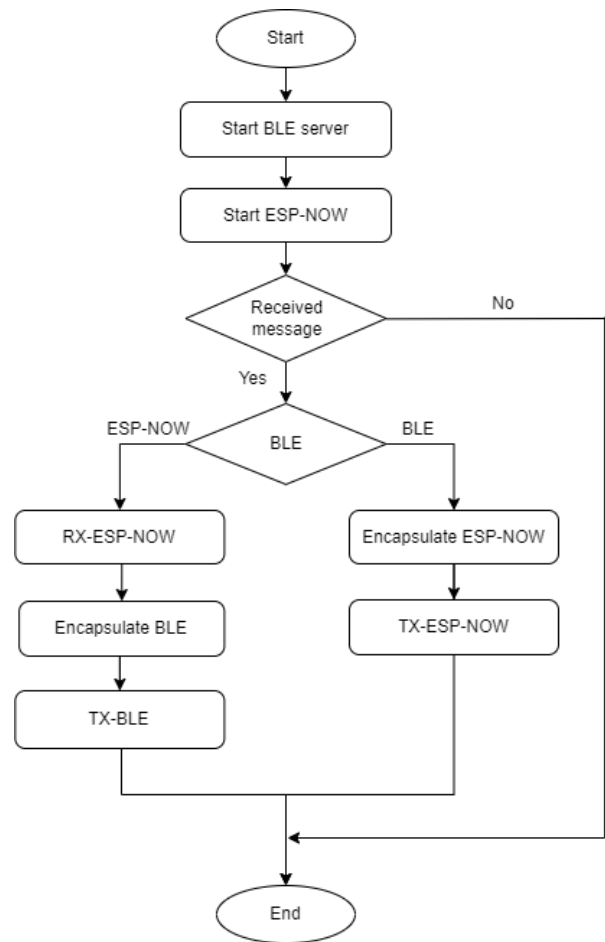 Start
Start BLE server
Start ESP-NOW
Received
message
No
Yes
ESP-NOW
BLE
BLE
RX-ESP-NOW
Encapsulate ESP-NOW
Encapsulate BLE
TX-ESP-NOW
TX-BLE
End